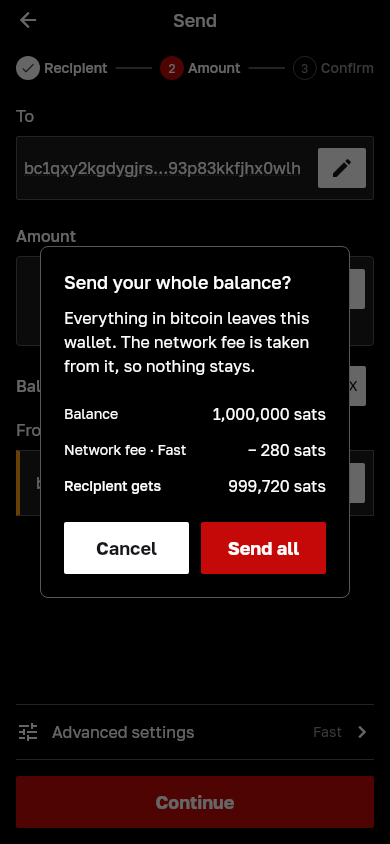 Send
Recipient
2
Amount
3
Confirm
To
bc1qxy2kgdygjrs...93p83kkfjhx0wlh
Amount
Send your whole balance?
Everything in bitcoin leaves this
wallet. The network fee is taken
from it, so nothing stays.
Balance 1,000,000 sats
Network fee · Fast – 280 sats
Recipient gets 999,720 sats
Cancel
Send all
Advanced settings
Fast
Continue